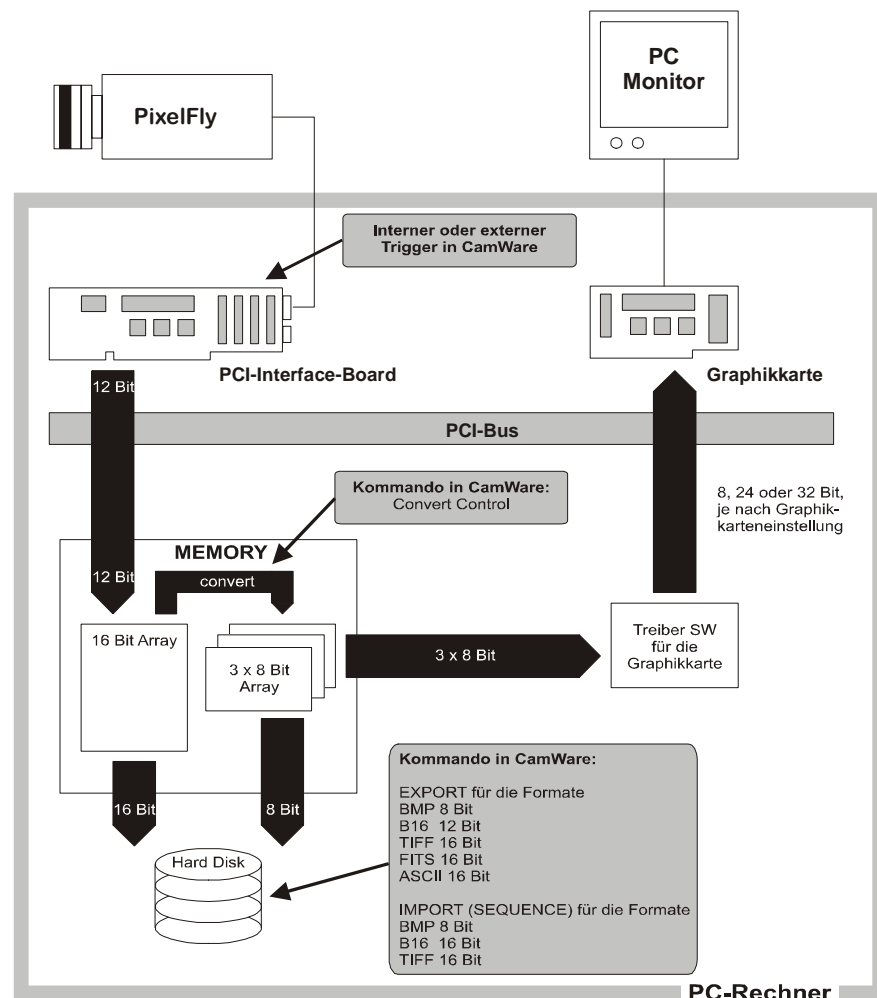 PC
Monitor
PixelFly
Interner oder externer
Trigger in CamWare
PCI-Interface-Board
Graphikkarte
12 Bit
PCI-Bus
Kommando in CamWare:
Convert Control
8, 24 oder 32 Bit,
je nach Graphik-
karteneinstellung
MEMORY
12 Bit
convert
16 Bit Array
3 x 8 Bit
Array
3 x 8 Bit
Treiber SW
für die
Graphikkarte
16 Bit
8 Bit
Hard Disk
Kommando in CamWare:
EXPORT für die Formate
BMP 8 Bit
B16 12 Bit
TIFF 16 Bit
FITS 16 Bit
ASCII 16 Bit
IMPORT (SEQUENCE) für die Formate
BMP 8 Bit
B16 16 Bit
TIFF 16 Bit
PC-Rechner